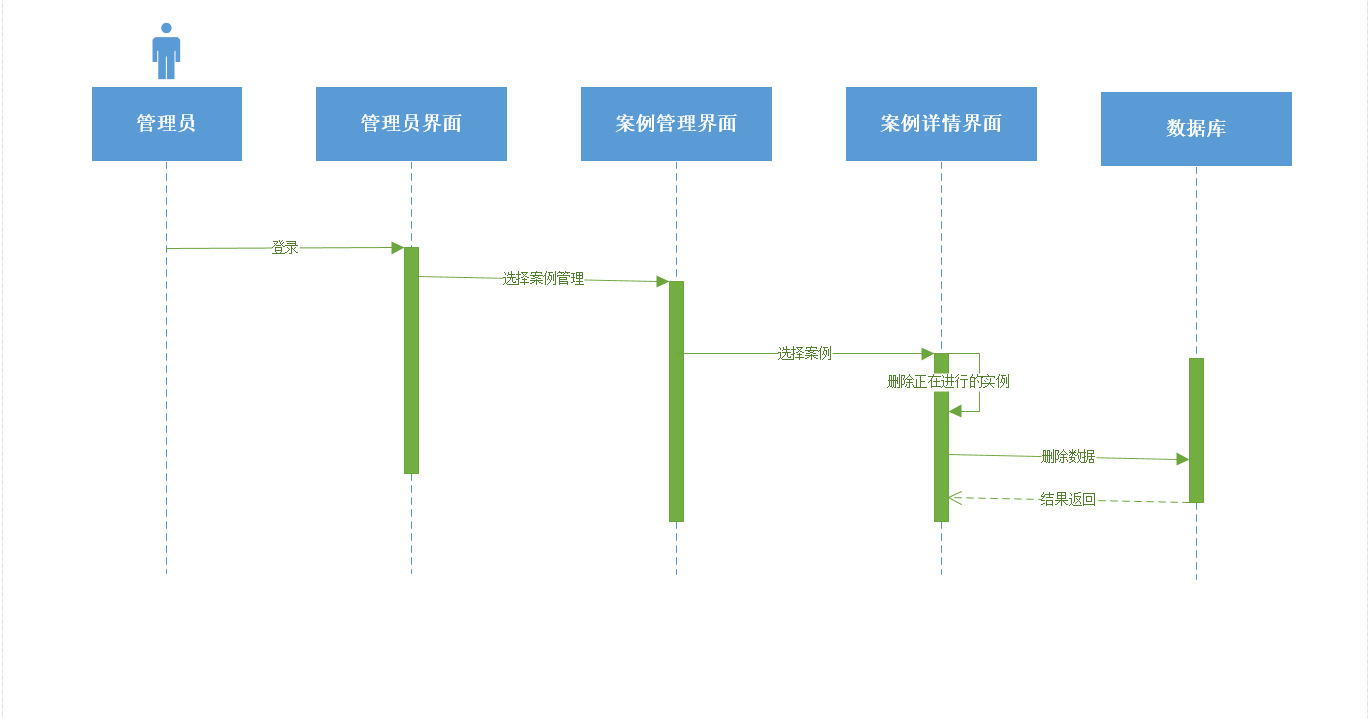 管理员
管理员界面
案例管理界面
案例详情界面
数据库
登录
选择案例管理
选择案例
删除正在进行的实例
删除数据
结果返回